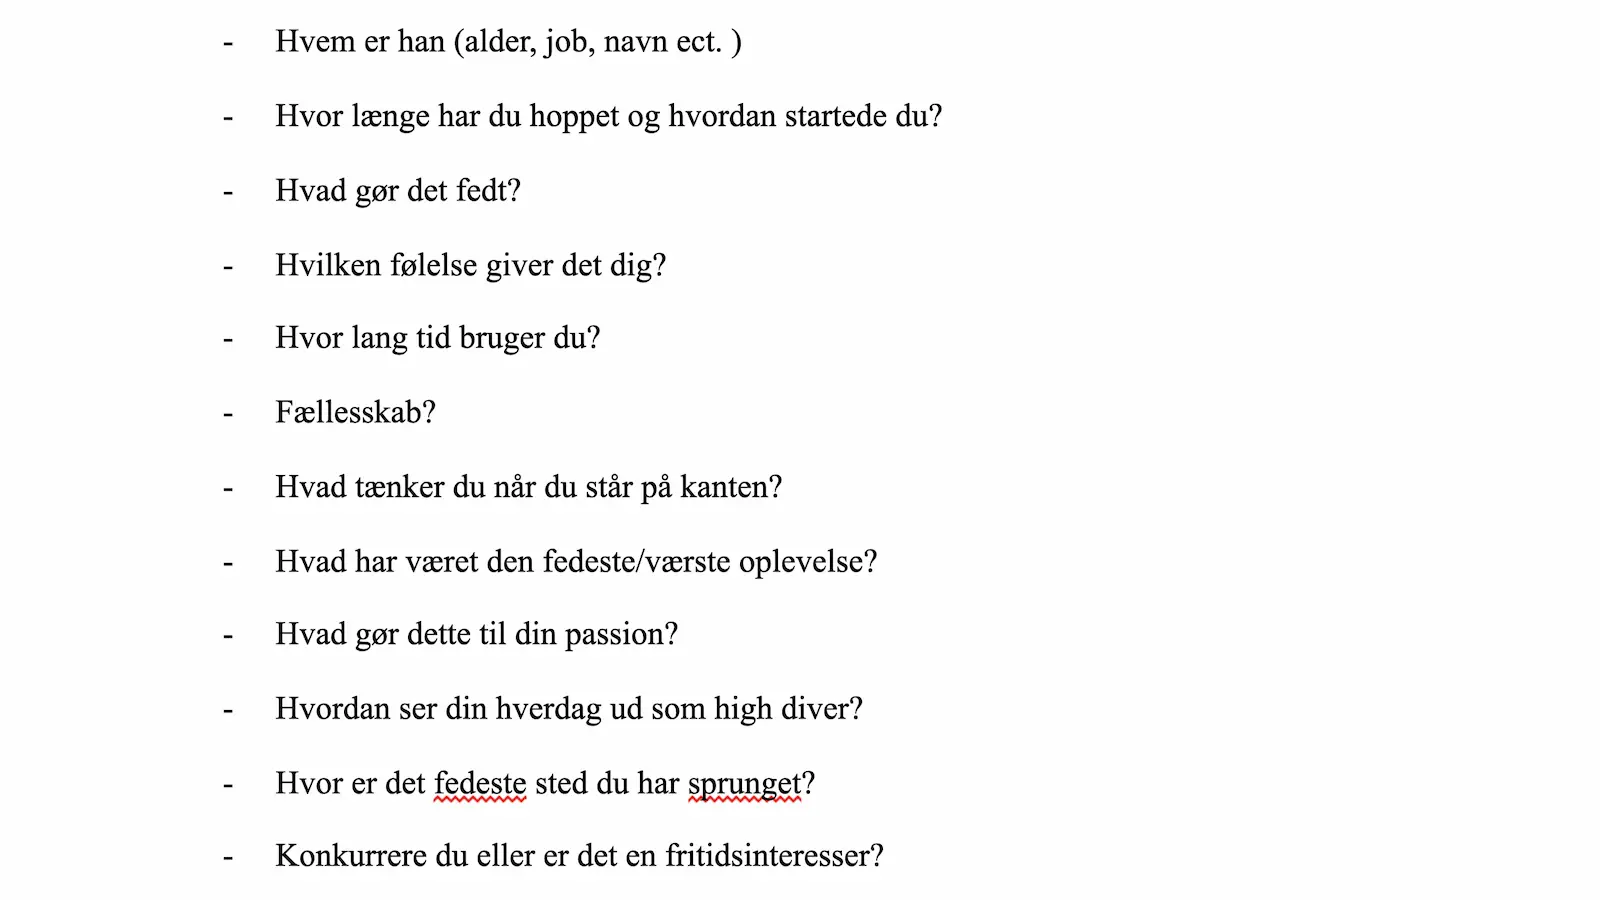 - Hvem er han (alder, job, navn ect. )
- Hvor længe har du hoppet og hvordan startede du?
- Hvad gør det fedt?
- Hvilken følelse giver det dig?
- Hvor lang tid bruger du?
- Fællesskab?
- Hvad tænker du når du står på kanten?
- Hvad har været den fedeste/værste oplevelse?
- Hvad gør dette til din passion?
- Hvordan ser din hverdag ud som high diver?
- Hvor er det fedeste sted du har sprunget?
- Konkurrere du eller er det en fritidsinteresser?